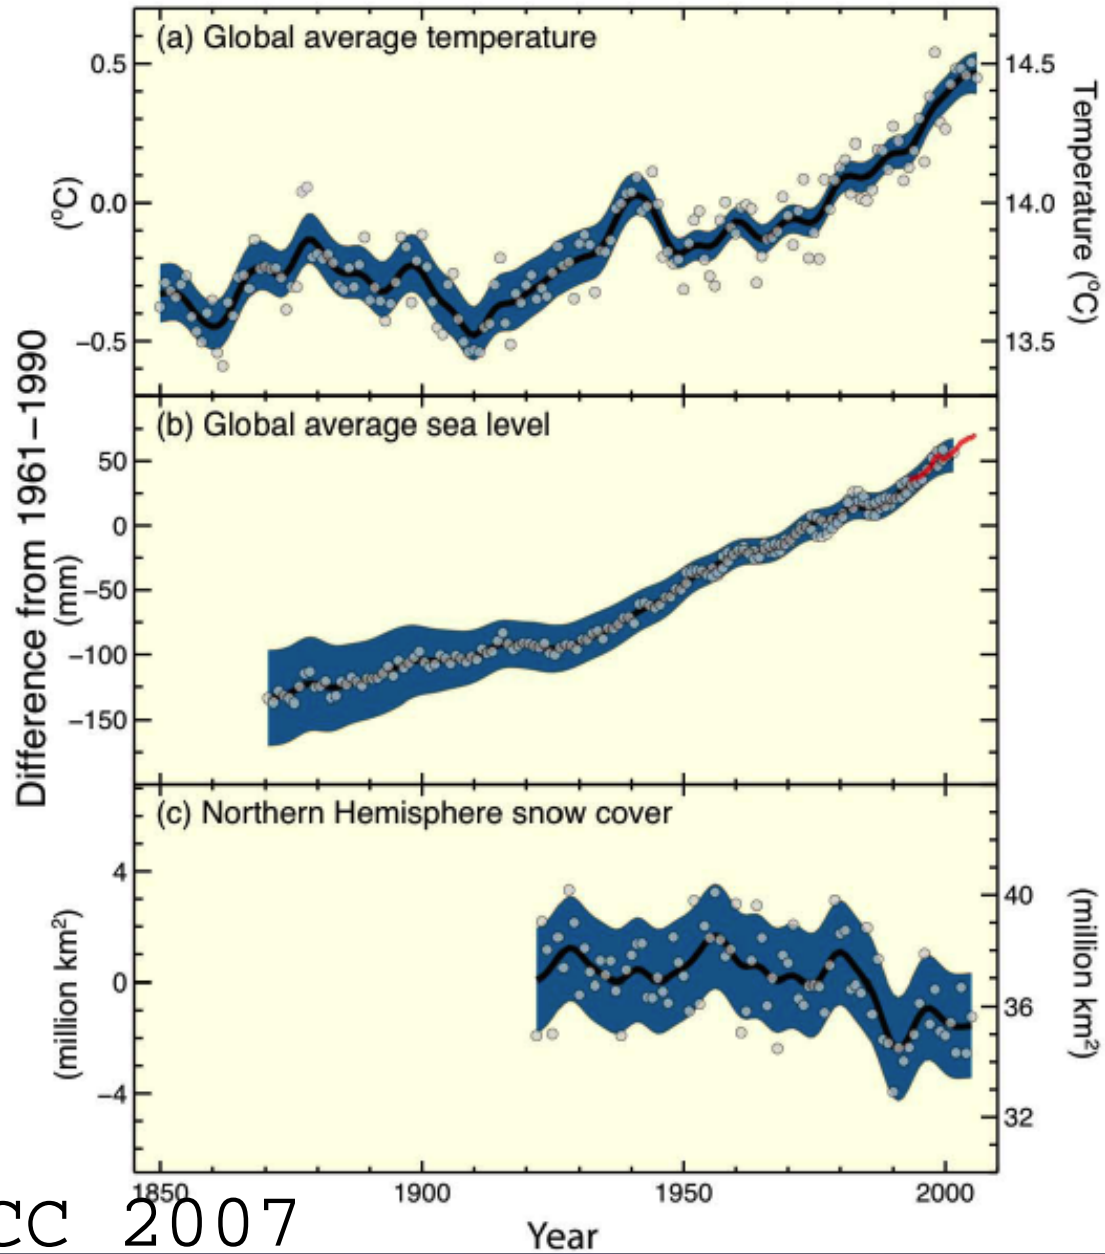 (a) Global average temperature
0.5
0.0
−0.5
(°C)
14.5
14.0
13.5
Temperature (°C)
Difference from 1961−1990
(b) Global average sea level
50
0
−50
−100
−150
(mm)
(c) Northern Hemisphere snow cover
4
0
−4
(million km²)
40
36
32
(million km²)
1850 1900 1950 2000
Year
CC 2007